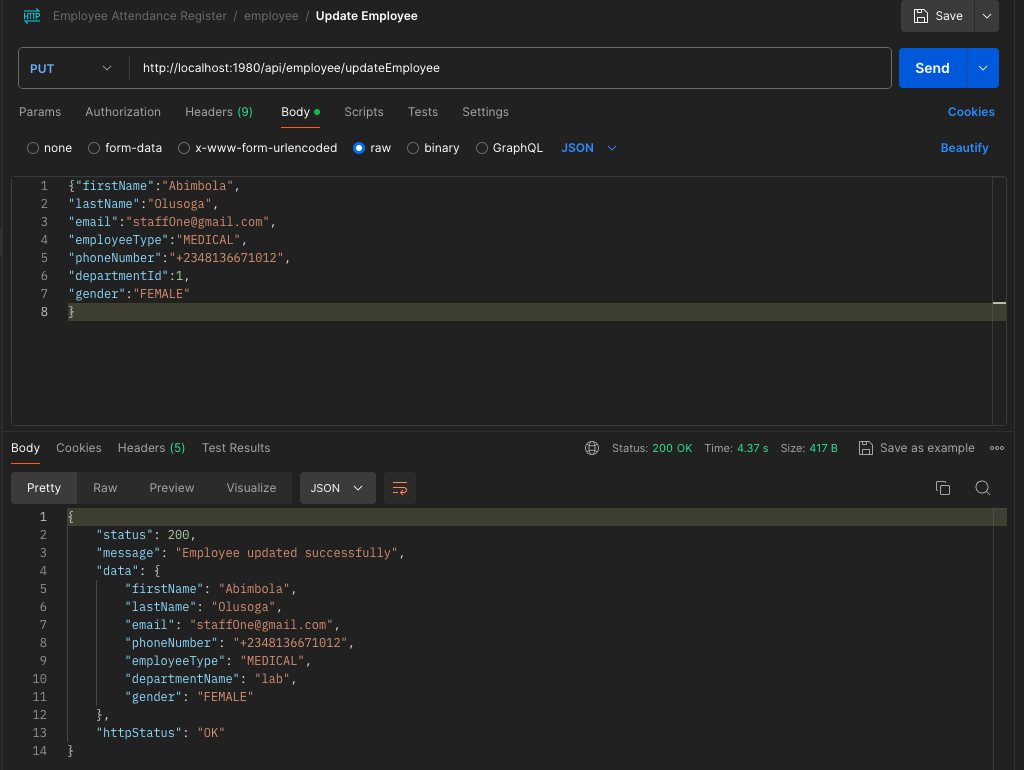 HTTP Employee Attendance Register / employee / Update Employee Save
PUT http://localhost:1980/api/employee/updateEmployee Send
Params Authorization Headers (9) Body Scripts Tests Settings Cookies
none form-data x-www-form-urlencoded raw binary GraphQL JSON Beautify
1 {"firstName":"Abimbola",
2 "lastName":"Olusoga",
3 "email":"staffOne@gmail.com",
4 "employeeType":"MEDICAL",
5 "phoneNumber":"+2348136671012",
6 "departmentId":1,
7 "gender":"FEMALE"
8 }
Body Cookies Headers (5) Test Results Status: 200 OK Time: 4.37 s Size: 417 B Save as example
Pretty Raw Preview Visualize JSON
1 {
2 "status": 200,
3 "message": "Employee updated successfully",
4 "data": {
5 "firstName": "Abimbola",
6 "lastName": "Olusoga",
7 "email": "staffOne@gmail.com",
8 "phoneNumber": "+2348136671012",
9 "employeeType": "MEDICAL",
10 "departmentName": "lab",
11 "gender": "FEMALE"
12 },
13 "httpStatus": "OK"
14 }